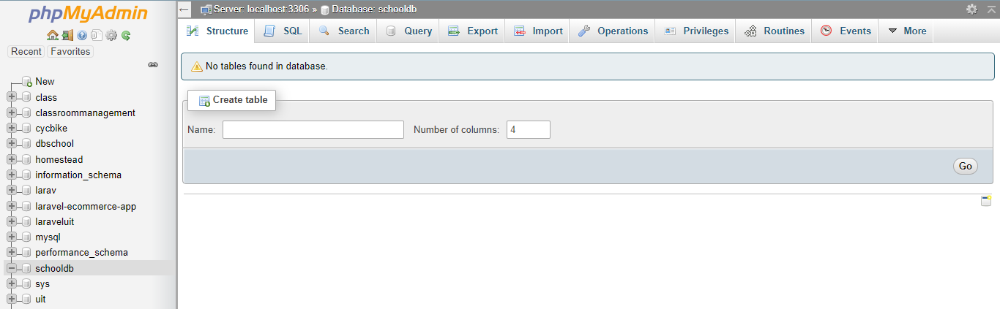 phpMyAdmin
Recent Favorites
New
class
classroommanagement
cycbike
dbschool
homestead
information_schema
larav
laravel-ecommerce-app
laraveluit
mysql
performance_schema
schooldb
sys
uit
Server: localhost:3306 » Database: schooldb
Structure SQL Search Query Export Import Operations Privileges Routines Events More
No tables found in database.
Create table
Name: Number of columns: 4
Go